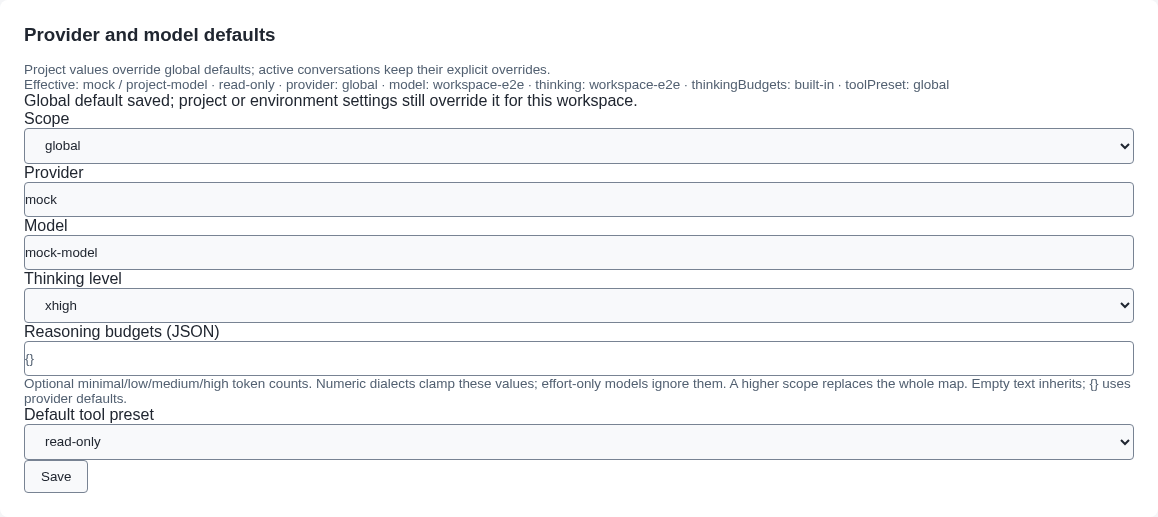 Provider and model defaults
Project values override global defaults; active conversations keep their explicit overrides.
Effective: mock / project-model · read-only · provider: global · model: workspace-e2e · thinking: workspace-e2e · thinkingBudgets: built-in · toolPreset: global
Global default saved; project or environment settings still override it for this workspace.
Scope
global
Provider
mock
Model
mock-model
Thinking level
xhigh
Reasoning budgets (JSON)
{}
Optional minimal/low/medium/high token counts. Numeric dialects clamp these values; effort-only models ignore them. A higher scope replaces the whole map. Empty text inherits; {} uses
provider defaults.
Default tool preset
read-only
Save